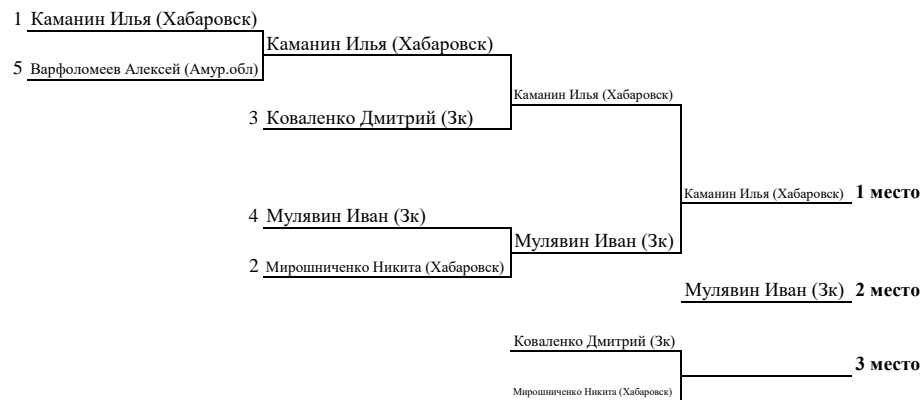 1 Каманин Илья (Хабаровск)
Каманин Илья (Хабаровск)
5 Варфоломеев Алексей (Амур.обл)
Каманин Илья (Хабаровск)
3 Коваленко Дмитрий (Зк)
Каманин Илья (Хабаровск) 1 место
4 Мулявин Иван (Зк)
Мулявин Иван (Зк)
2 Мирошниченко Никита (Хабаровск)
Мулявин Иван (Зк) 2 место
Коваленко Дмитрий (Зк)
3 место
Мирошниченко Никита (Хабаровск)